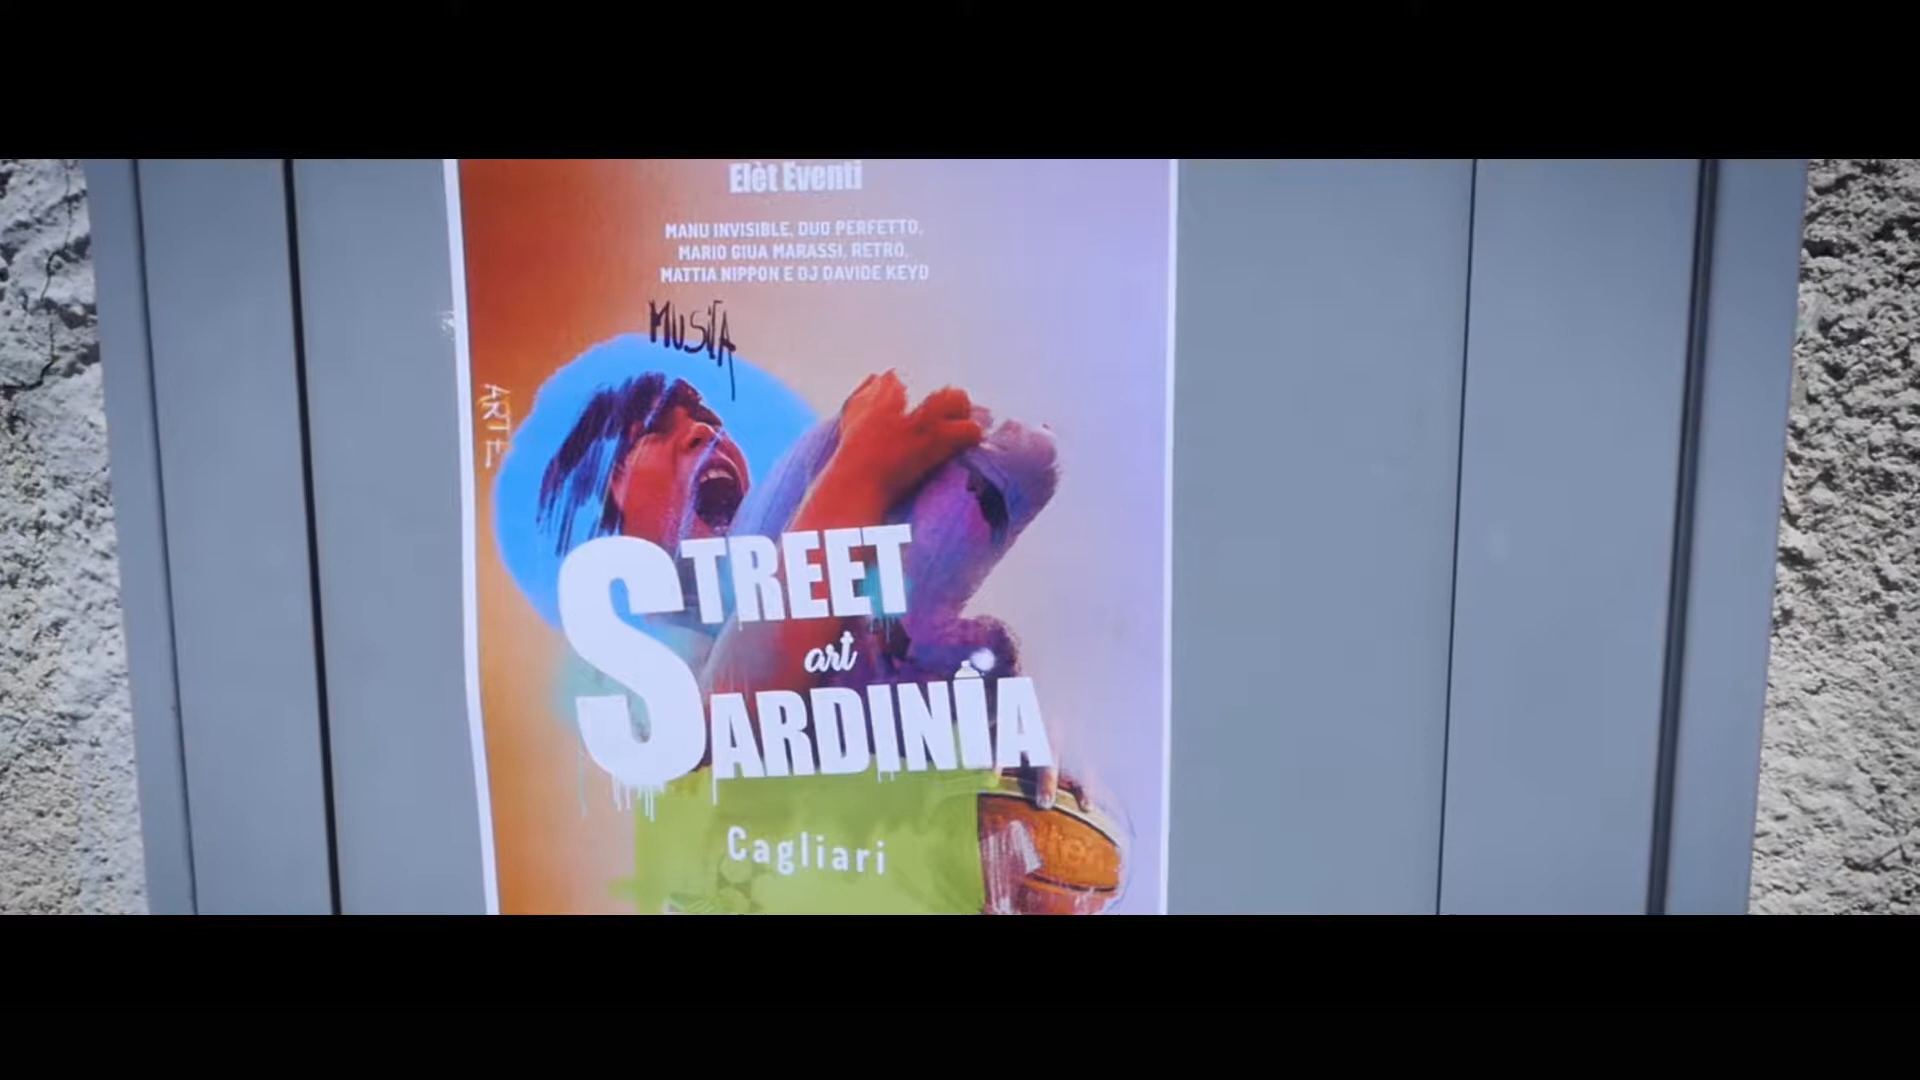 Elèt Eventi
MANU INVISIBLE, DUO PERFETTO,
MARIO GIUA MARASSI, RETRO,
MATTIA NIPPON E DJ DAVIDE KEYD
MUSICA
ARTE
STREET
art
SARDINIA
Cagliari